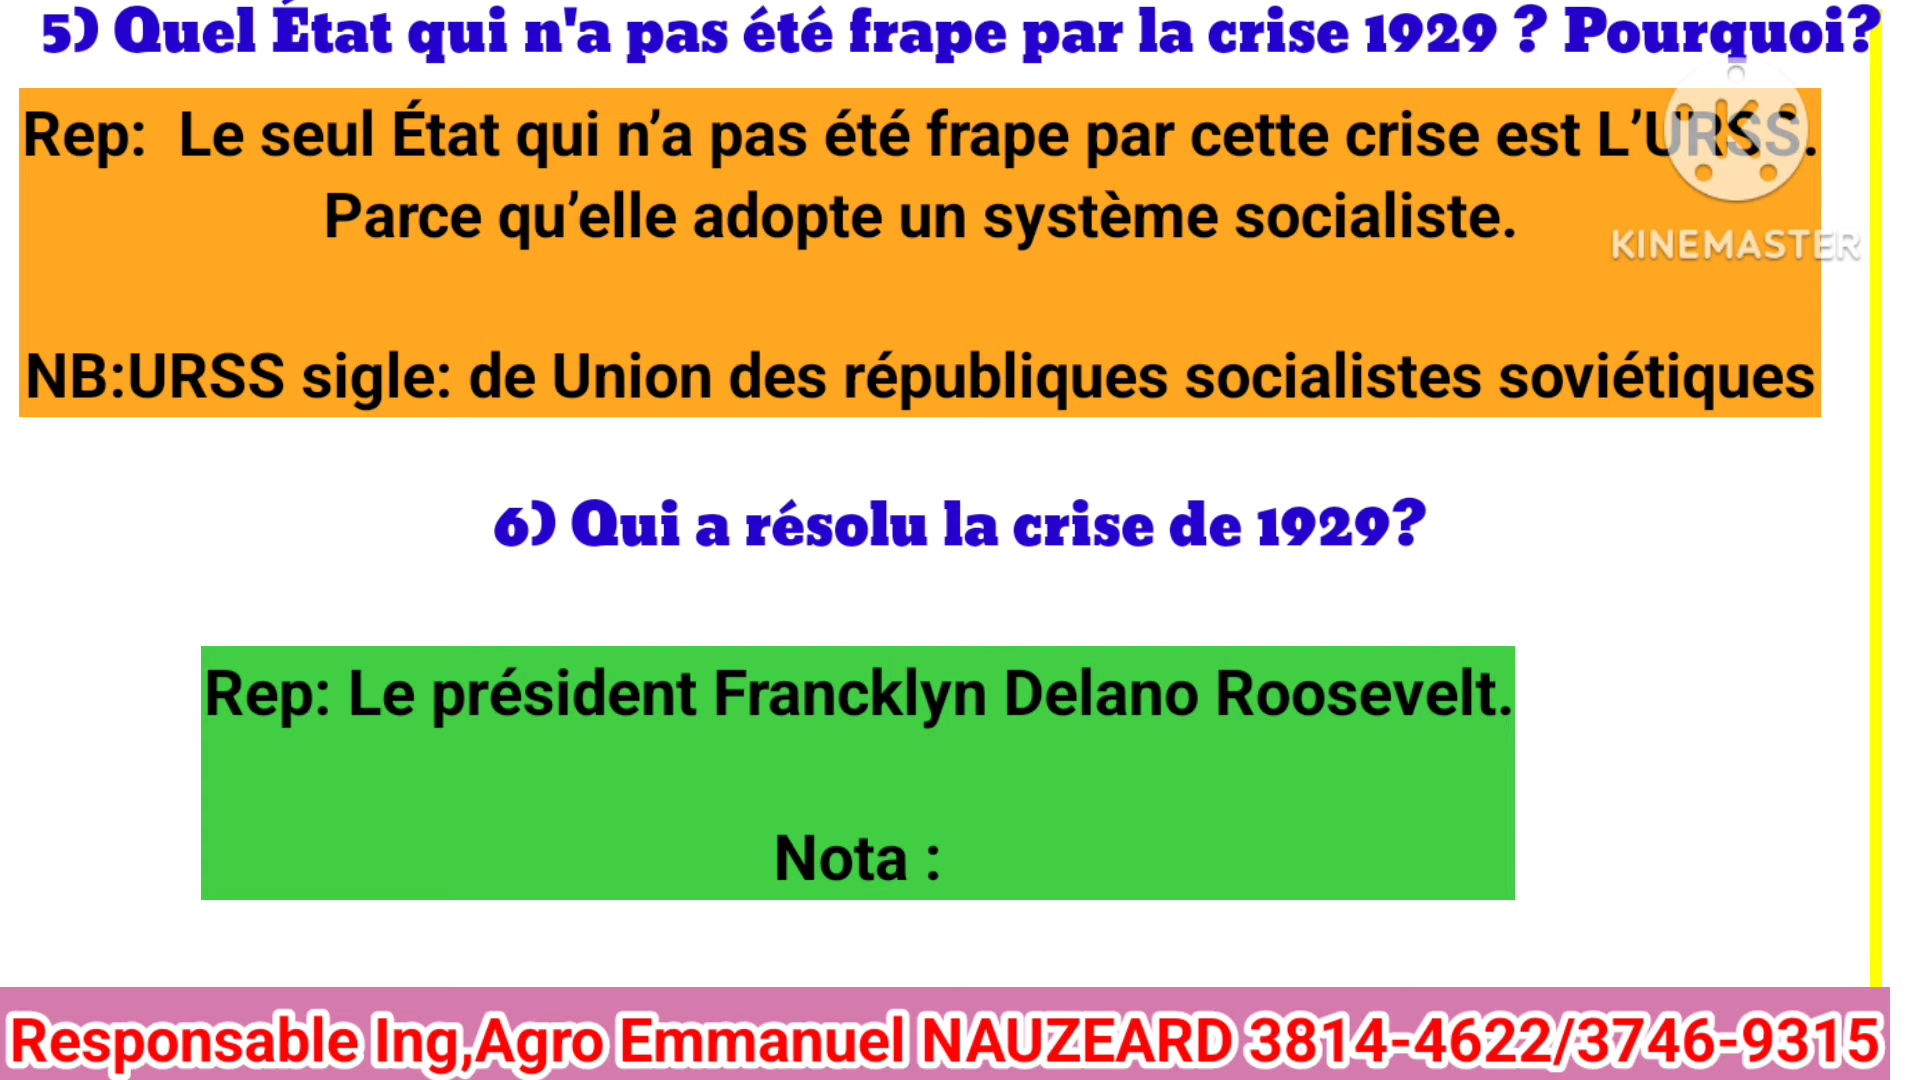 5) Quel État qui n'a pas été frape par la crise 1929 ? Pourquoi?
Rep: Le seul État qui n’a pas été frape par cette crise est L’URSS.
Parce qu’elle adopte un système socialiste.
KINEMASTER
NB:URSS sigle: de Union des républiques socialistes soviétiques
6) Qui a résolu la crise de 1929?
Rep: Le président Francklyn Delano Roosevelt.
Nota :
Responsable Ing,Agro Emmanuel NAUZEARD 3814-4622/3746-9315